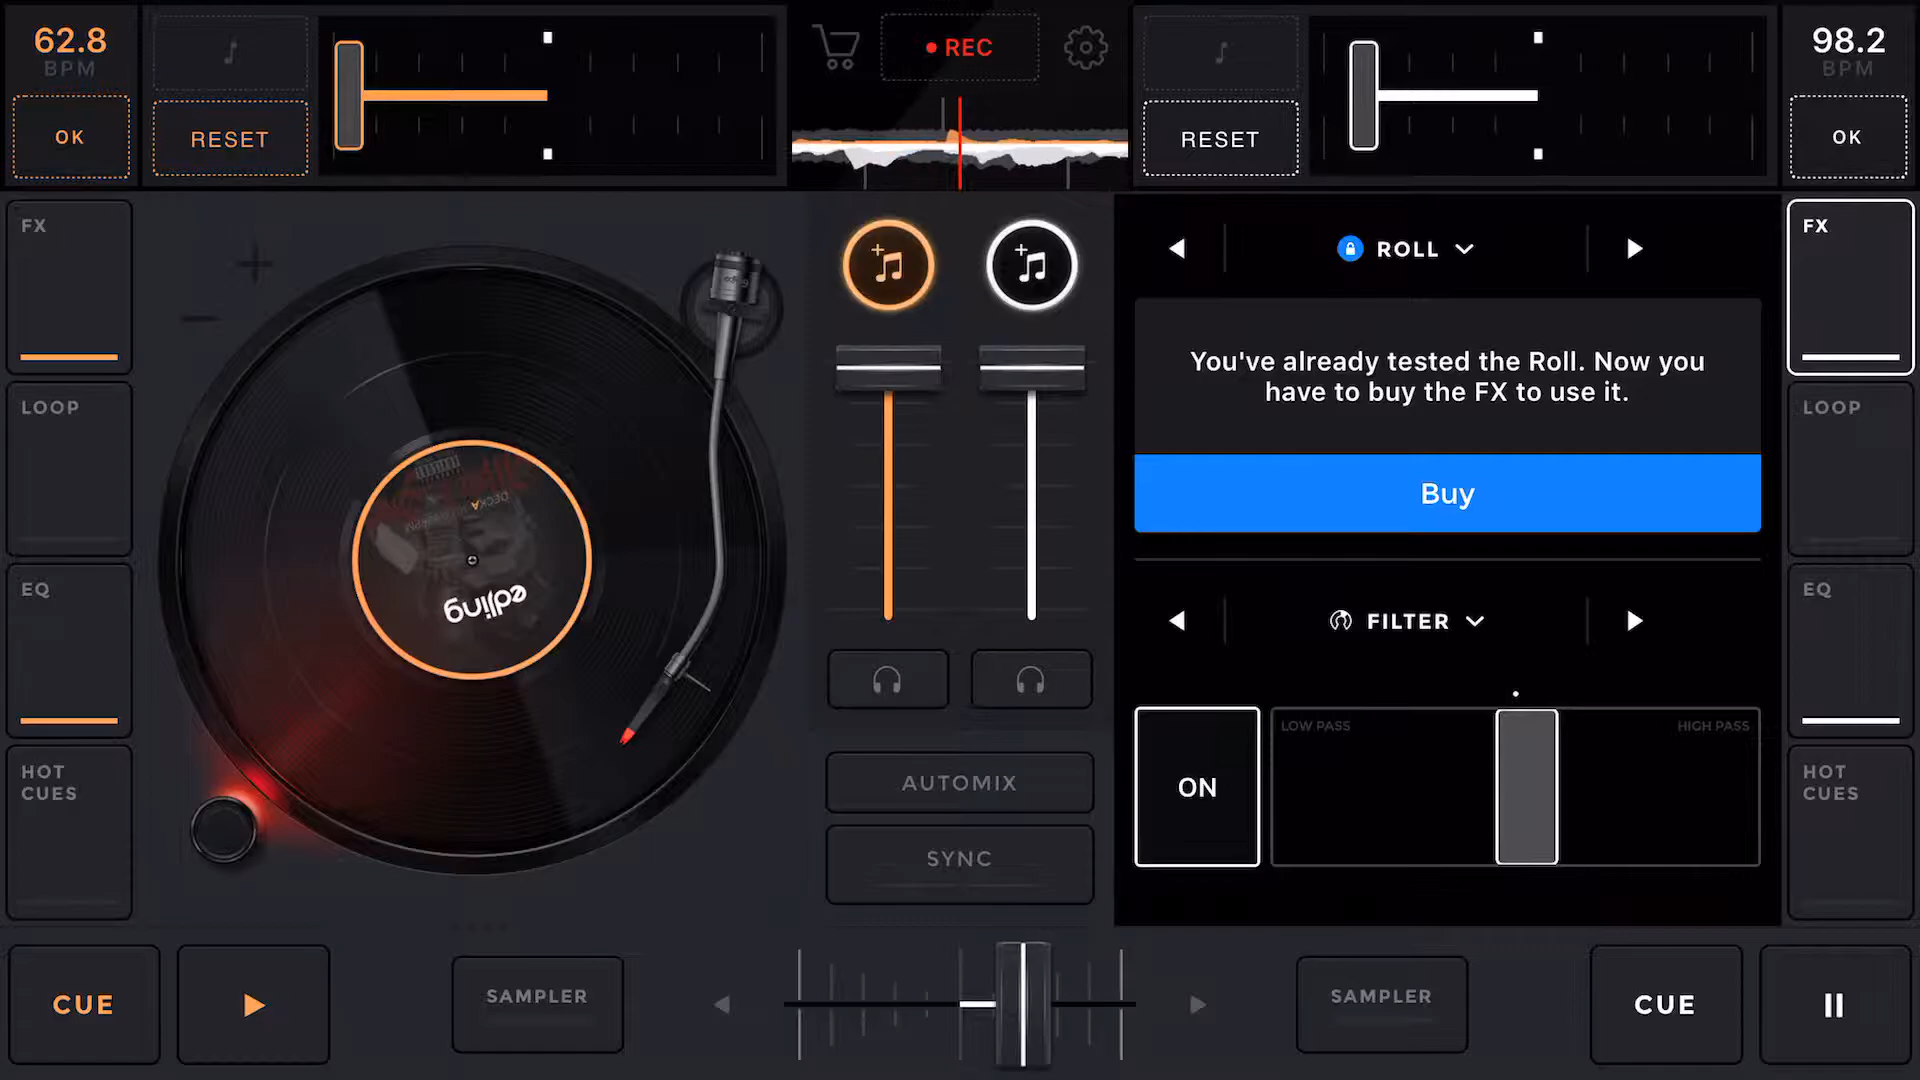 62.8
BPM
OK
RESET
REC
RESET
98.2
BPM
OK
FX
LOOP
EQ
HOT
CUES
edjing
ROLL
You've already tested the Roll. Now you
have to buy the FX to use it.
Buy
FILTER
LOW PASS
HIGH PASS
ON
AUTOMIX
SYNC
FX
LOOP
EQ
HOT
CUES
CUE
SAMPLER
SAMPLER
CUE